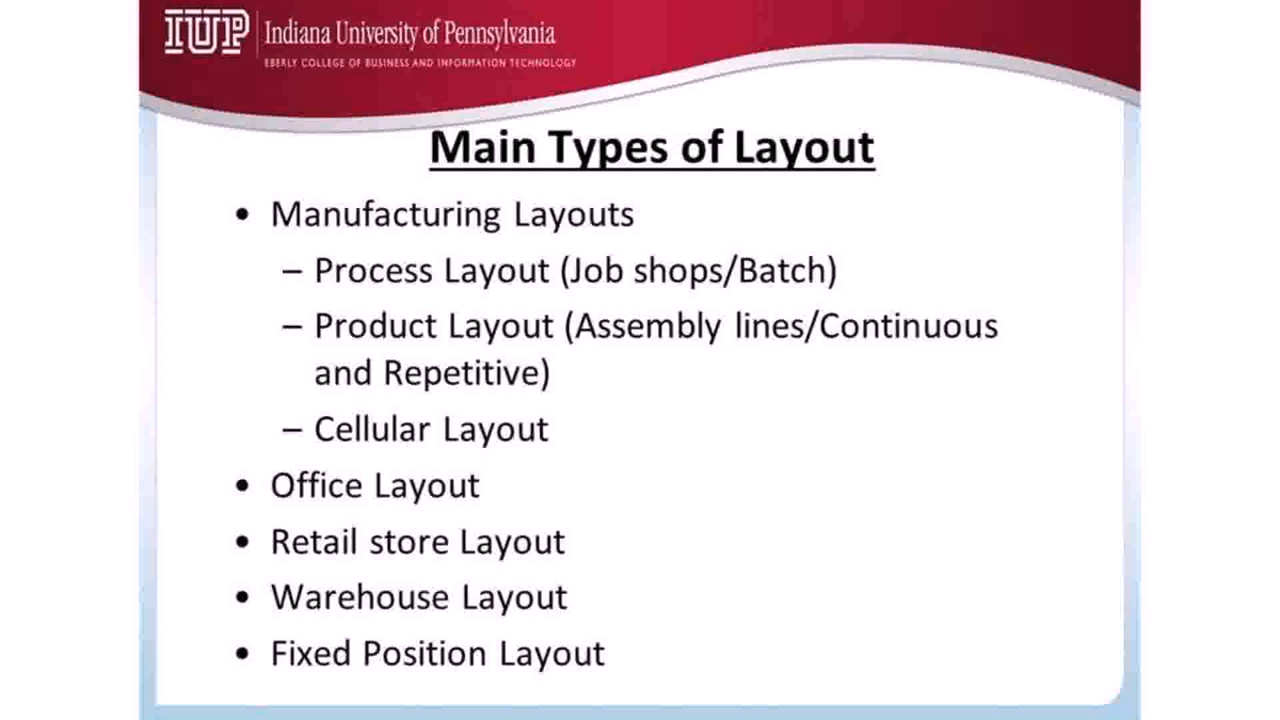 IUP
Indiana University of Pennsylvania
EBERLY COLLEGE OF BUSINESS AND INFORMATION TECHNOLOGY
Main Types of Layout
• Manufacturing Layouts
– Process Layout (Job shops/Batch)
– Product Layout (Assembly lines/Continuous
and Repetitive)
– Cellular Layout
• Office Layout
• Retail store Layout
• Warehouse Layout
• Fixed Position Layout